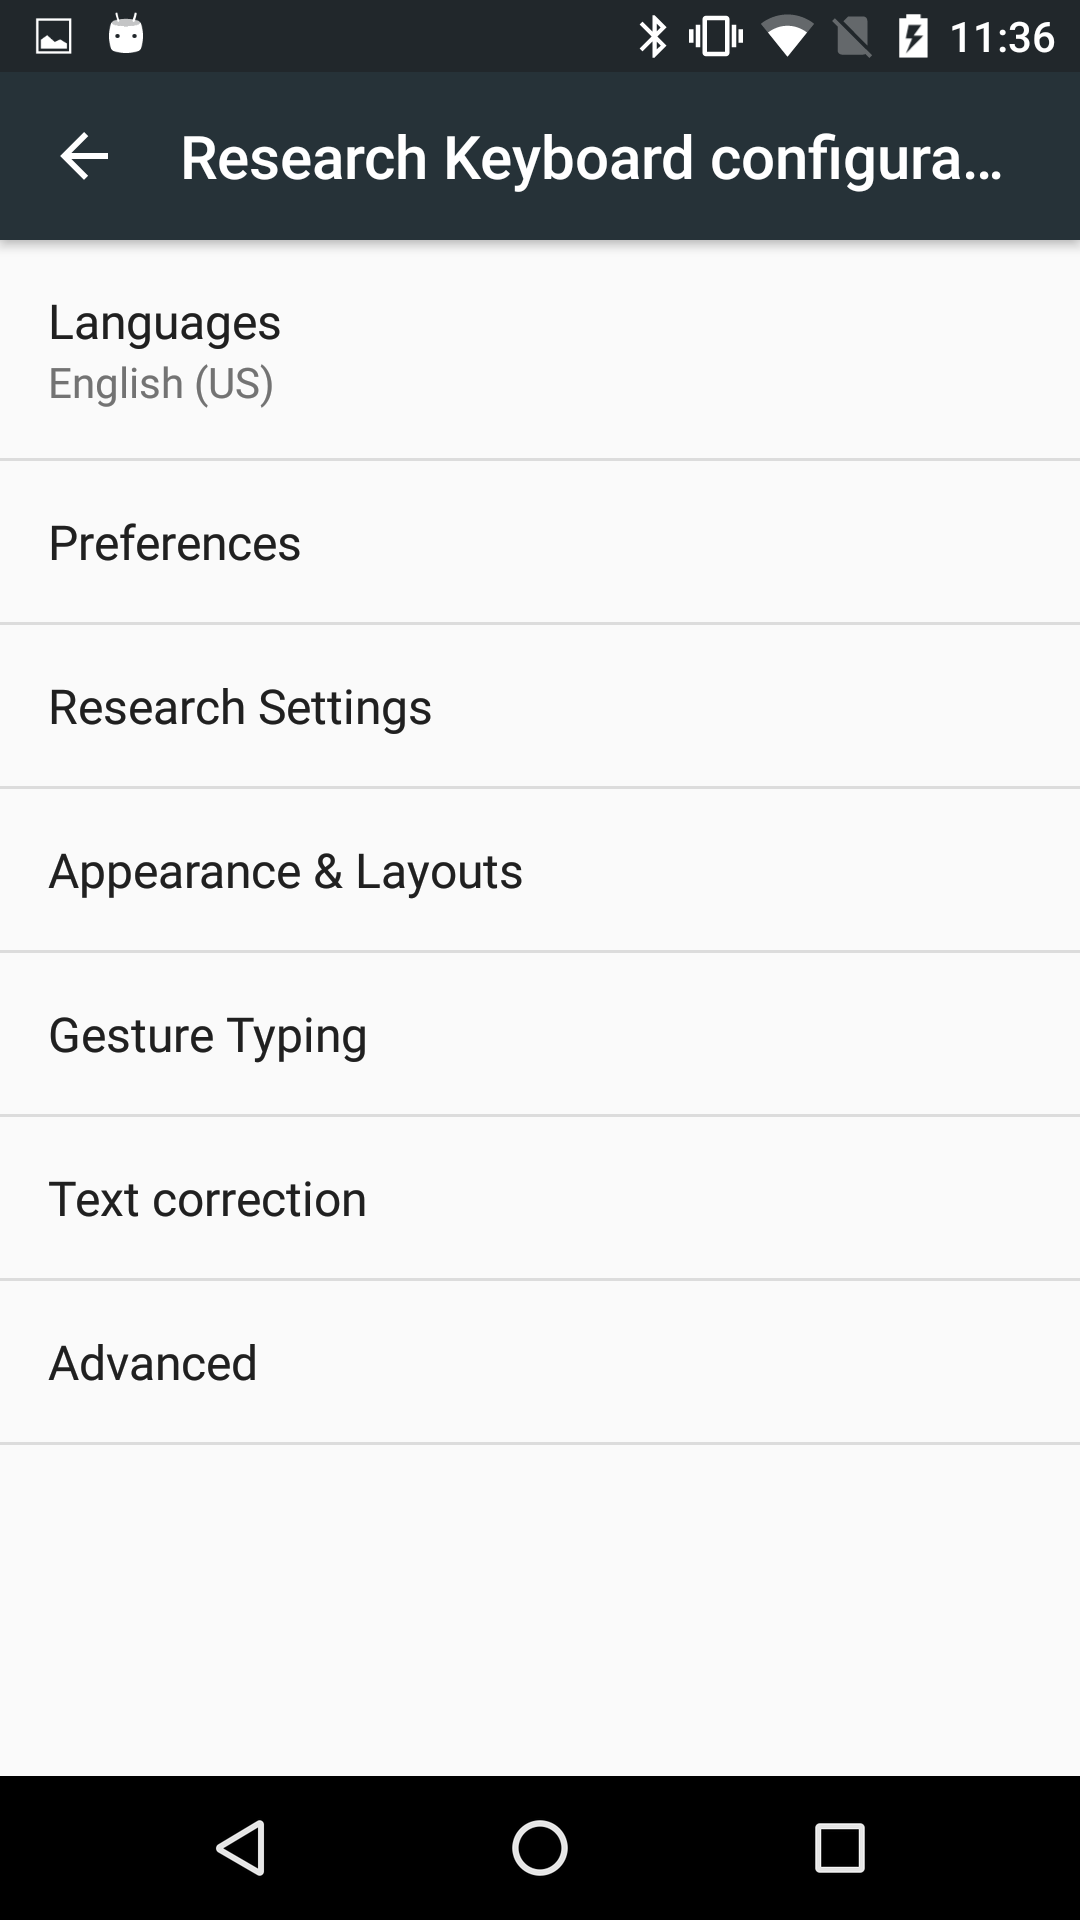 11:36
Research Keyboard configura...
Languages
English (US)
Preferences
Research Settings
Appearance & Layouts
Gesture Typing
Text correction
Advanced